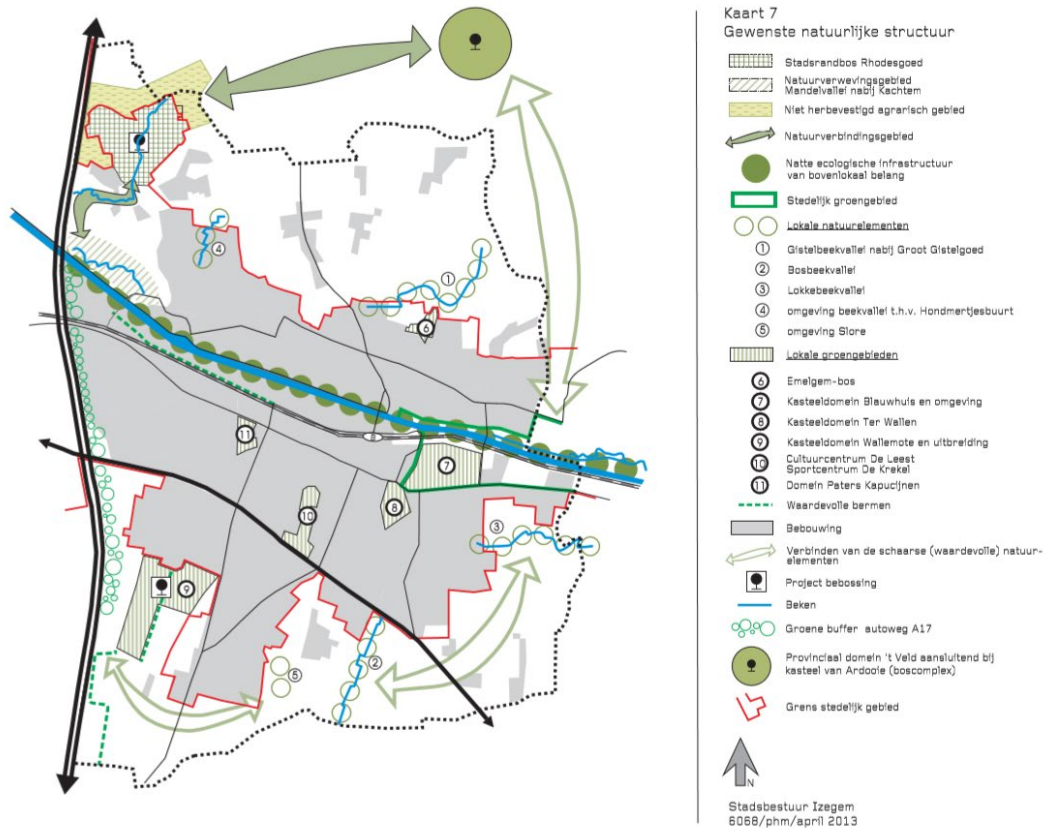 Kaart 7
Gewenste natuurlijke structuur
Stadsrandbos Rhodesgoed
Natuurverwevingsgebied
Mandelvallei nabij Kachtem
Niet herbevestigd agrarisch gebied
Natuurverbindingsgebied
Natte ecologische infrastructuur
van bovenlokaal belang
Stedelijk groengebied
Lokale natuurelementen
1 Gistelbeekvallei nabij Groot Gistelgoed
2 Bosbeekvallei
3 Lokkebeekvallei
4 omgeving beekvallei t.h.v. Hondmertjesbuurt
5 omgeving Slore
Lokale groengebieden
6 Emelgem-bos
7 Kasteeldomein Blauwhuis en omgeving
8 Kasteeldomein Ter Wallen
9 Kasteeldomein Wallemote en uitbreiding
10 Cultuurcentrum De Leest
Sportcentrum De Krekel
11 Domein Paters Kapucijnen
Waardevolle bermen
Bebouwing
Verbinden van de schaarse (waardevolle) natuur-
elementen
Project bebossing
Beken
Groene buffer autoweg A17
Provinciaal domein 't Veld aansluitend bij
kasteel van Ardooie (boscomplex)
Grens stedelijk gebied
N
Stadsbestuur Izegem
6068/phm/april 2013
4
1
6
11
7
8
10
3
9
2
5